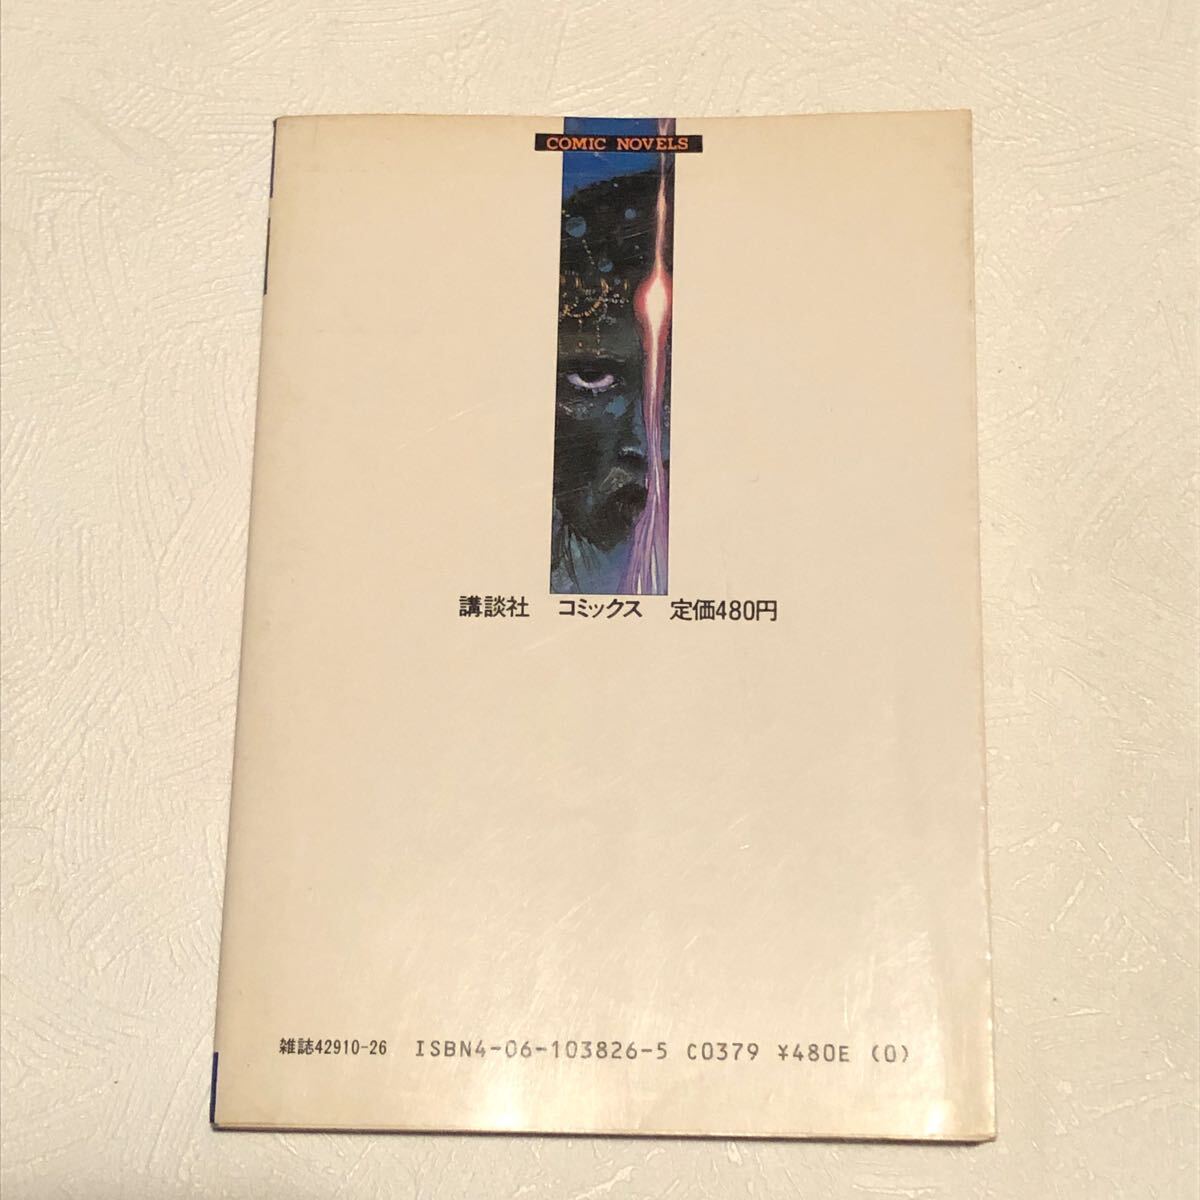 COMIC NOVELS
講談社 コミックス 定価480円
雑誌42910-26 ISBN4-06-103826-5 C0379 ¥480E (0)